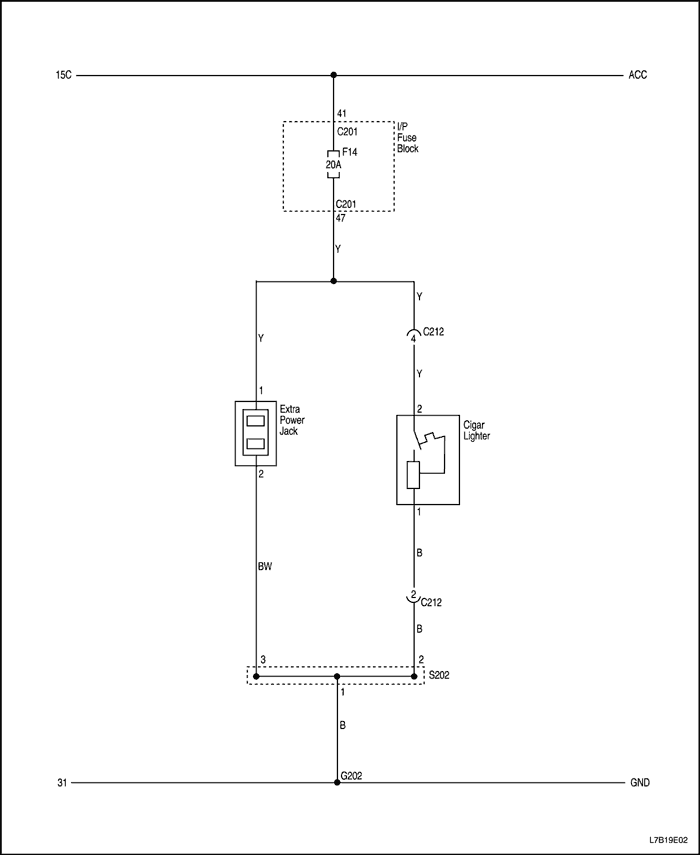 15C ACC
41
C201
I/P
Fuse
Block
F14
20A
C201
47
Y
Y
C212
4
Y
Y
1
2
Extra
Power
Jack
Cigar
Lighter
2
1
B
BW
2
C212
B
3
2
S202
1
B
G202
31 GND
L7B19E02